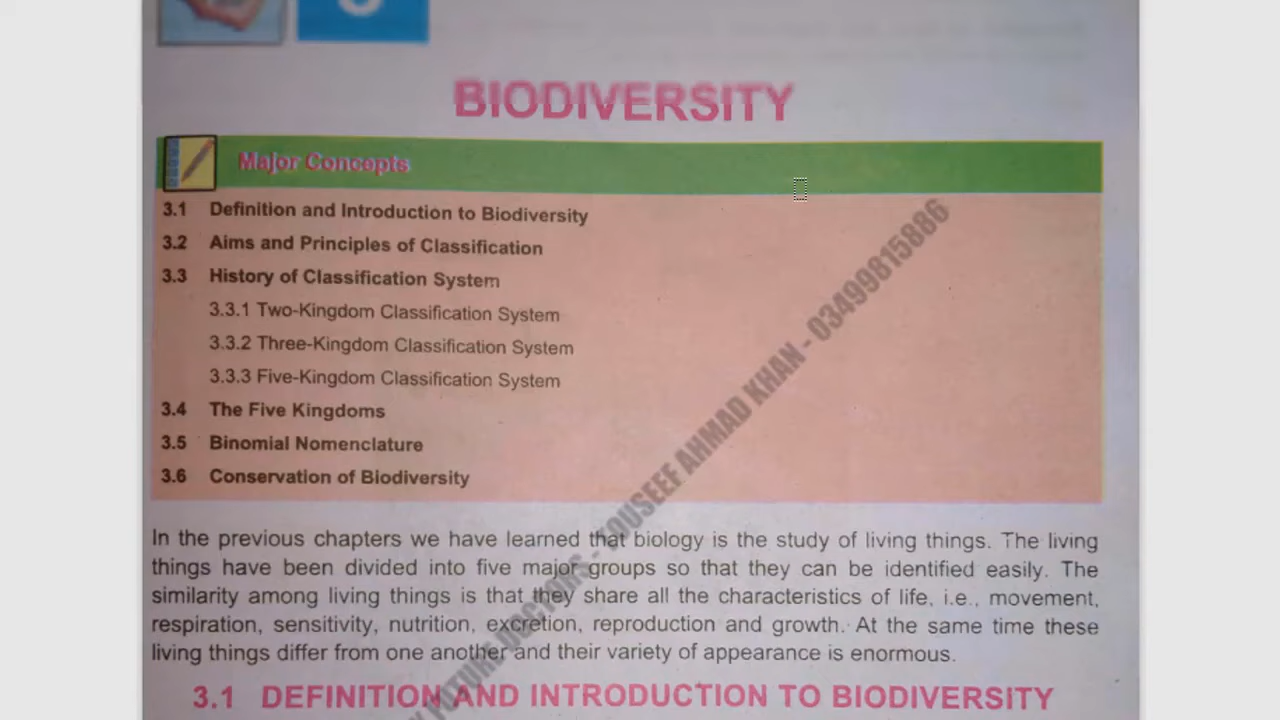 BIODIVERSITY
Major Concepts
3.1 Definition and Introduction to Biodiversity
3.2 Aims and Principles of Classification
3.3 History of Classification System
3.3.1 Two-Kingdom Classification System
3.3.2 Three-Kingdom Classification System
3.3.3 Five-Kingdom Classification System
3.4 The Five Kingdoms
3.5 Binomial Nomenclature
3.6 Conservation of Biodiversity
In the previous chapters we have learned that biology is the study of living things. The living
things have been divided into five major groups so that they can be identified easily. The
similarity among living things is that they share all the characteristics of life, i.e., movement,
respiration, sensitivity, nutrition, excretion, reproduction and growth. At the same time these
living things differ from one another and their variety of appearance is enormous.
3.1 DEFINITION AND INTRODUCTION TO BIODIVERSITY
FUTURE DOCTORS - TOUSEEF AHMAD KHAN - 03499815886